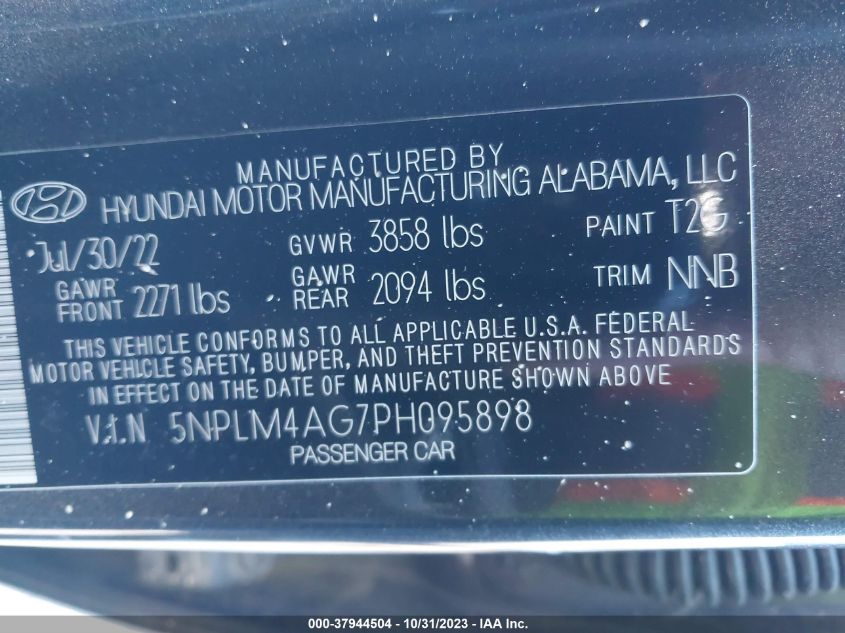 MANUFACTURED BY
HYUNDAI MOTOR MANUFACTURING ALABAMA, LLC
Jul/30/22 GVWR 3858 lbs PAINT T2G
GAWR FRONT 2271 lbs GAWR REAR 2094 lbs TRIM NNB
THIS VEHICLE CONFORMS TO ALL APPLICABLE U.S.A. FEDERAL
MOTOR VEHICLE SAFETY, BUMPER, AND THEFT PREVENTION STANDARDS
IN EFFECT ON THE DATE OF MANUFACTURE SHOWN ABOVE
V.I.N 5NPLM4AG7PH095898
PASSENGER CAR
000-37944504 - 10/31/2023 - IAA Inc.